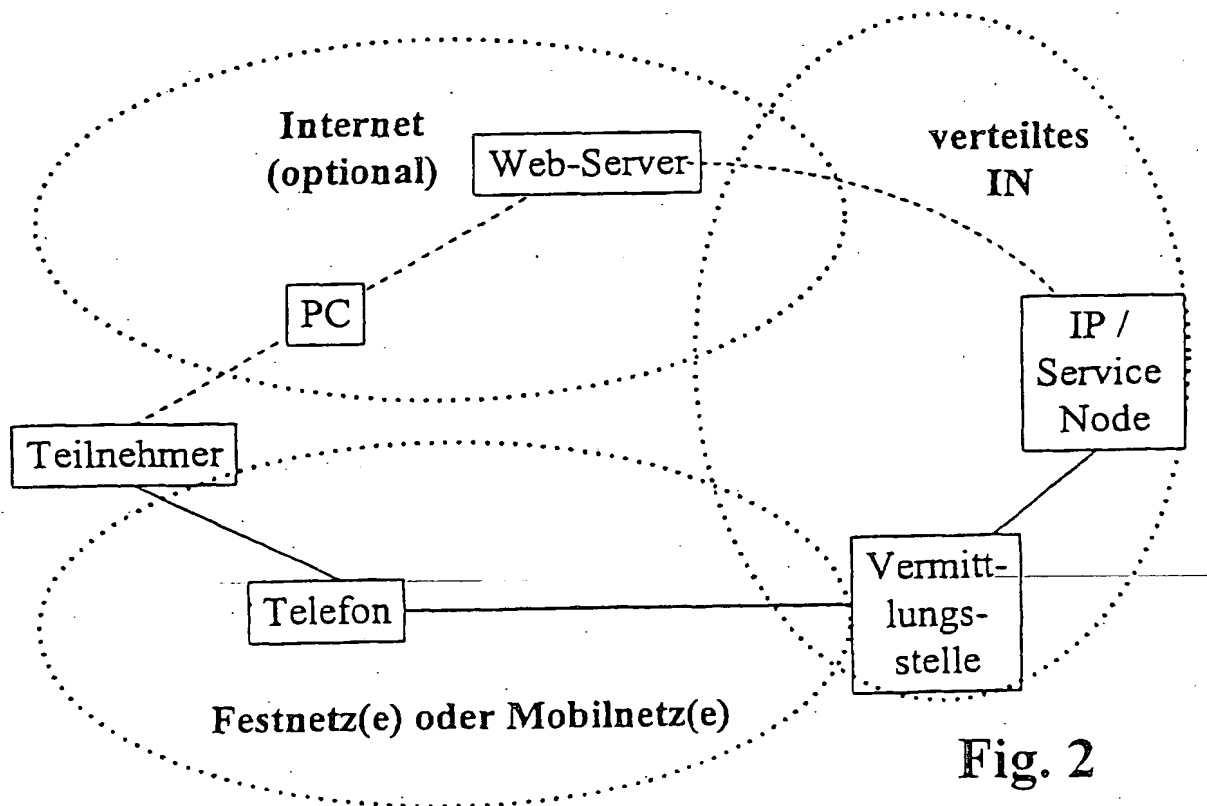 Internet
(optional)
Web-Server
verteiltes
IN
PC
IP /
Service
Node
Teilnehmer
Vermitt-
lungs-
stelle
Telefon
Festnetz(e) oder Mobilnetz(e)
Fig. 2